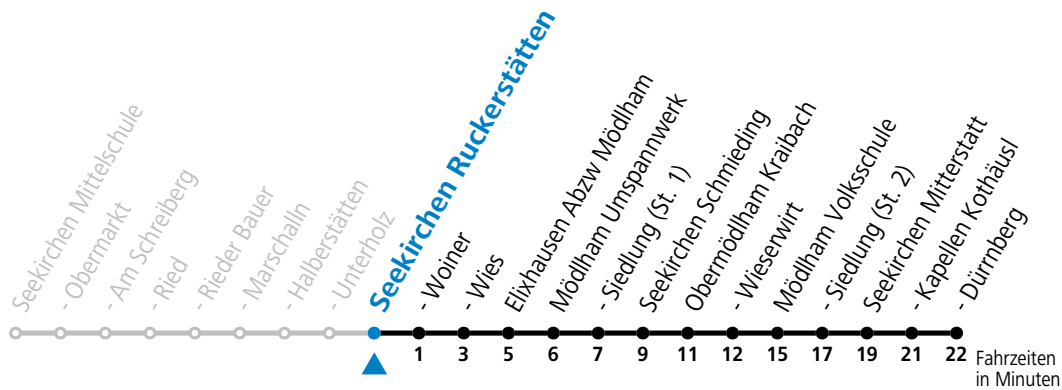 Seekirchen Mittelschule
- Obermarkt
- Am Schreiberg
- Ried
- Rieder Bauer
- Marschalln
- Halberstätten
- Unterholz
Seekirchen Ruckerstätten
- Woiner
- Wies
Elixhausen Abzw Mödlham
Mödlham Umspannwerk
- Siedlung (St. 1)
Seekirchen Schmieding
Obermödlham Kraibach
- Wieserwirt
Mödlham Volksschule
- Siedlung (St. 2)
Seekirchen Mitterstatt
- Kapellen Kothäusl
- Dürrnberg
1 3 5 6 7 9 11 12 15 17 19 21 22
Fahrzeiten
in Minuten